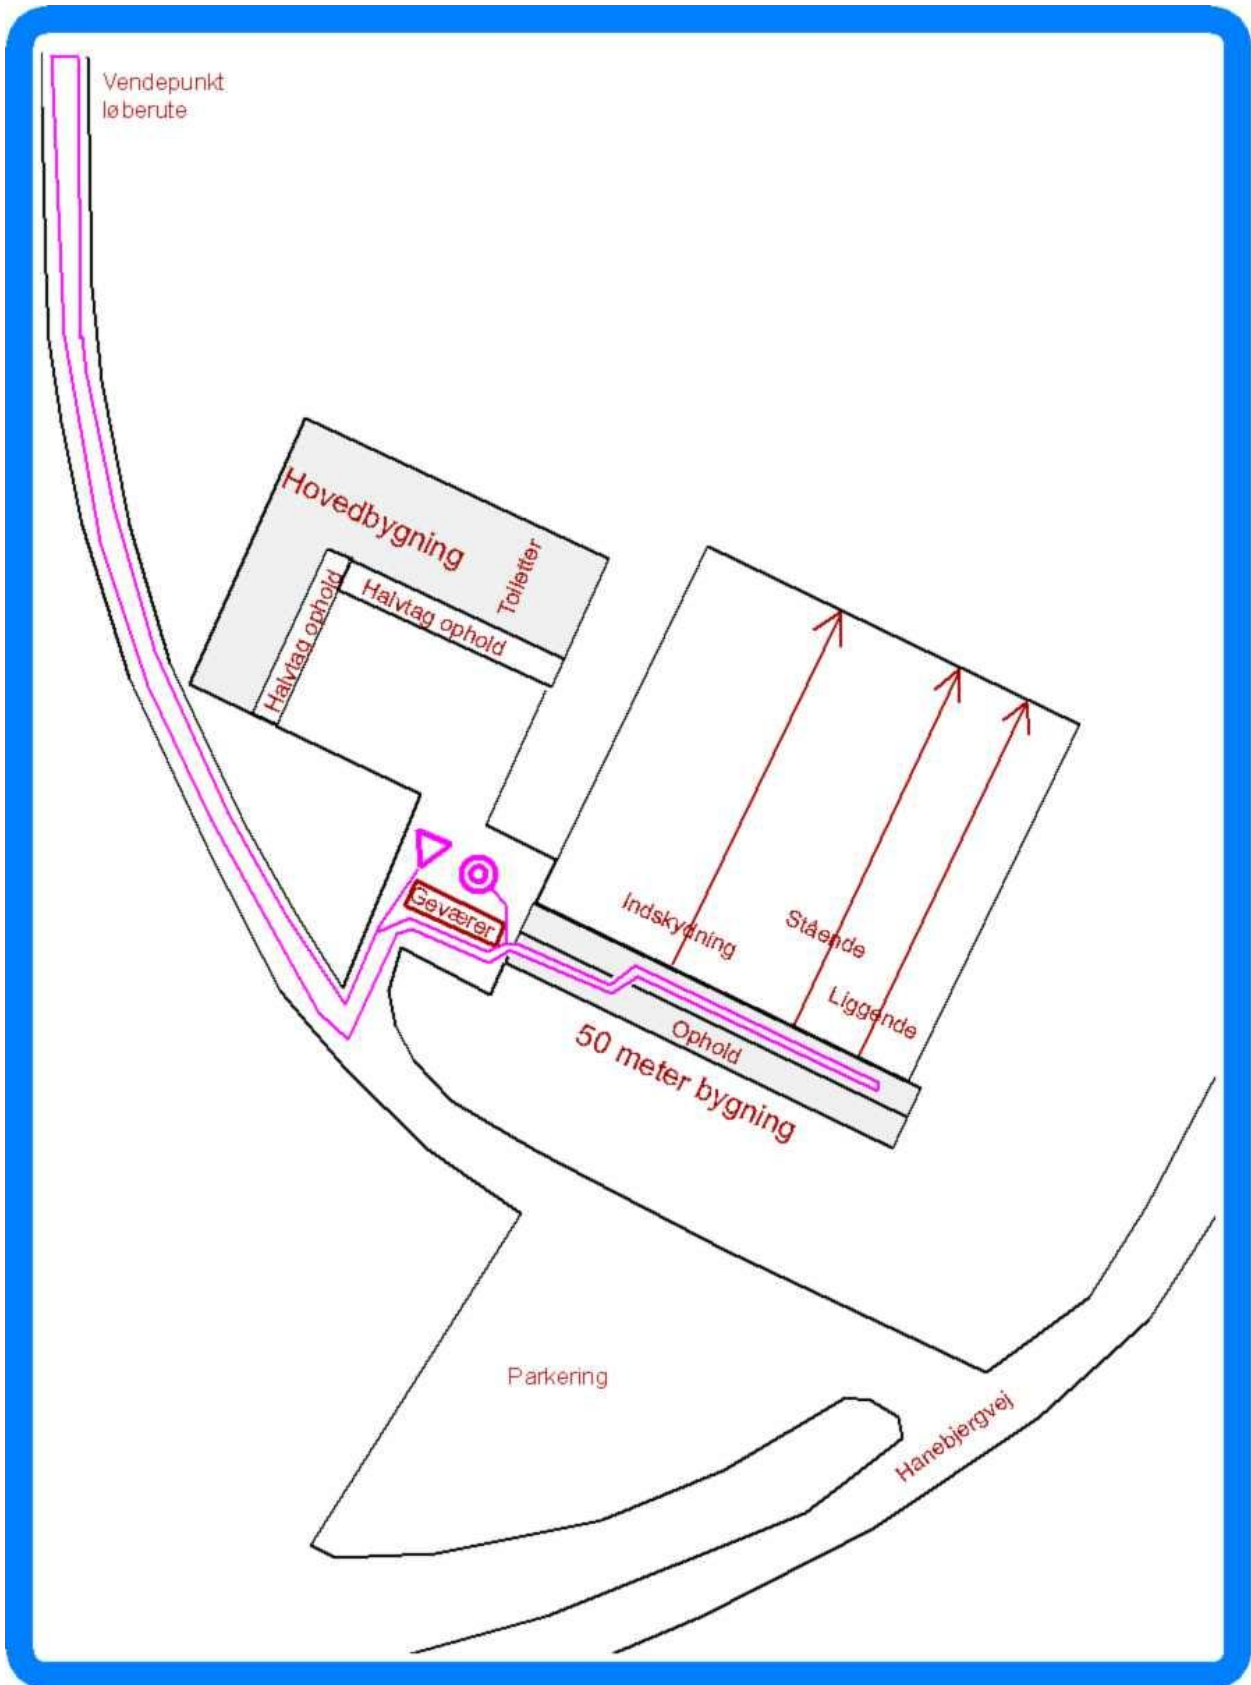 Vendepunkt
løberute
Hovedbygning
Toiletter
Halvtag ophold
Halvtag ophold
Geværer
Indskydning
Stående
Liggende
Ophold
50 meter bygning
Parkering
Hanebjergvej